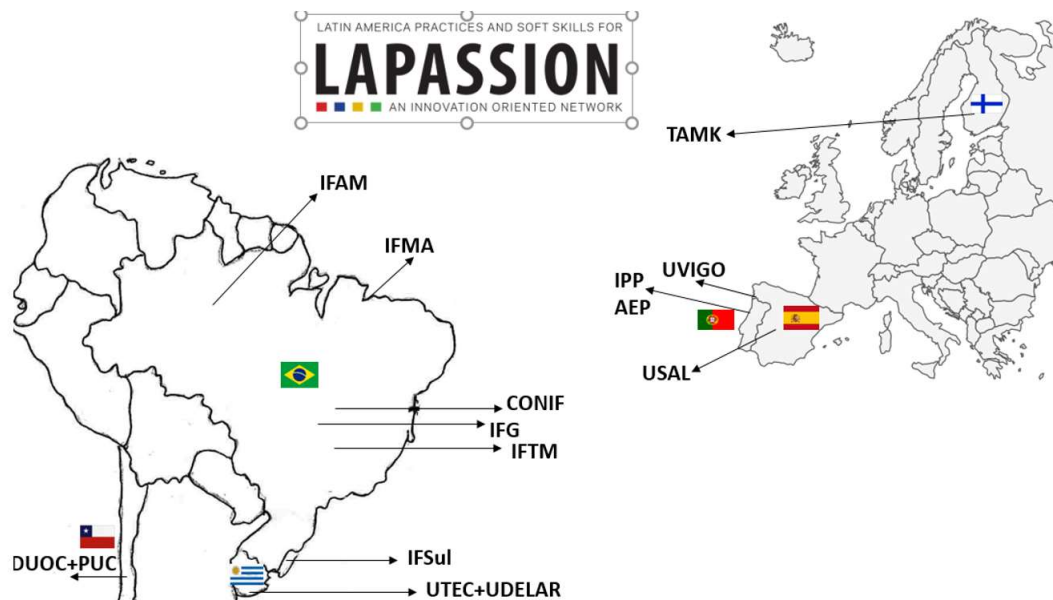 LATIN AMERICA PRACTICES AND SOFT SKILLS FOR
LAPASSION
AN INNOVATION ORIENTED NETWORK
TAMK
IFAM
IFMA
UVIGO
IPP
AEP
USAL
CONIF
IFG
IFTM
DUOC+PUC
IFSul
UTEC+UDELAR